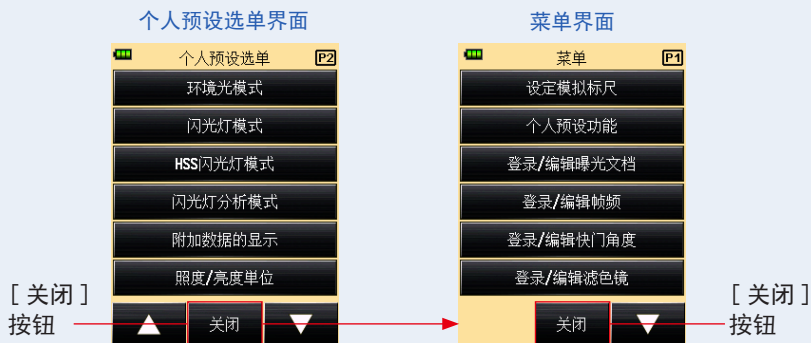 个人预设选单界面
个人预设选单 P2
环境光模式
闪光灯模式
HSS闪光灯模式
闪光灯分析模式
附加数据的显示
照度/亮度単位
关闭
[ 关闭 ]
按钮
菜单界面
菜单 P1
设定模拟标尺
个人预设功能
登录/编辑曝光文档
登录/编辑帧频
登录/编辑快门角度
登录/编辑滤色镜
关闭
[ 关闭 ]
按钮